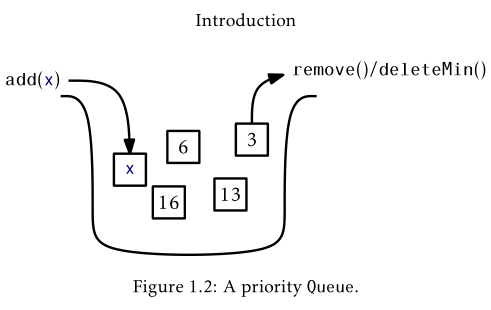 Introduction
add(x)
remove()/deleteMin()
6
3
x
16
13
Figure 1.2: A priority Queue.